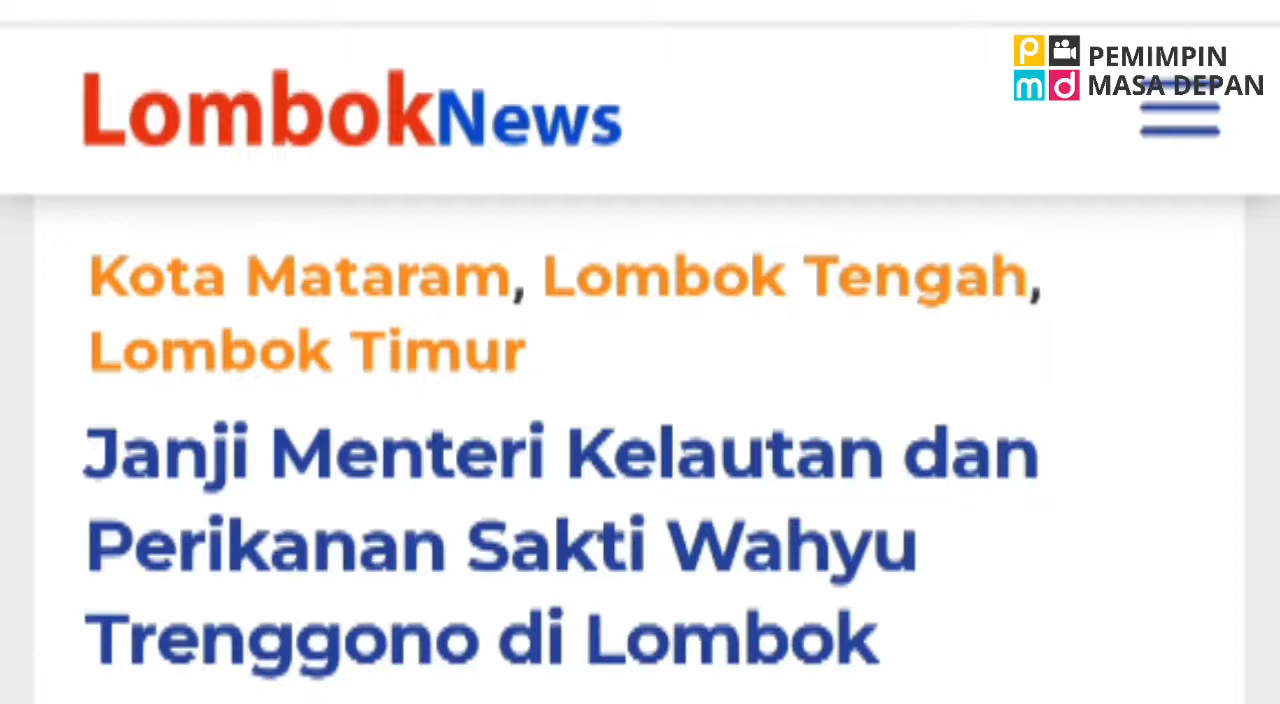 PEMIMPIN
MASA DEPAN
pmd
LombokNews
Kota Mataram, Lombok Tengah,
Lombok Timur
Janji Menteri Kelautan dan
Perikanan Sakti Wahyu
Trenggono di Lombok